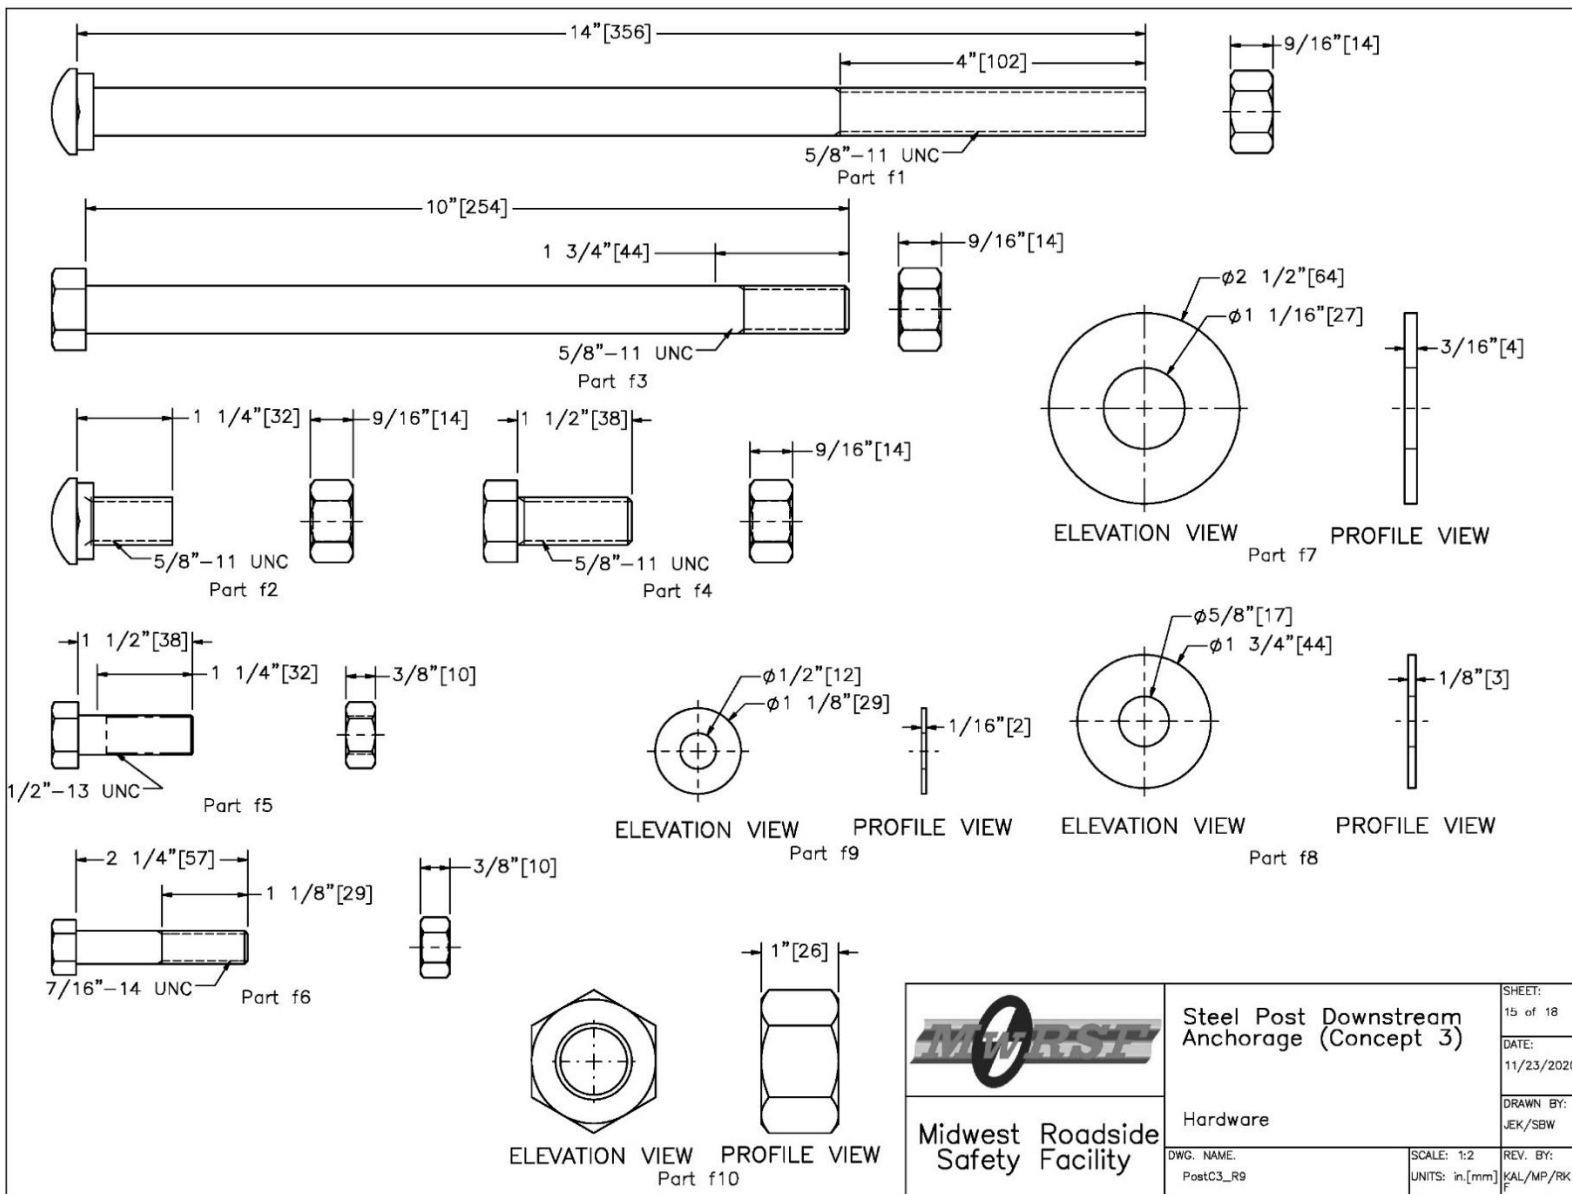 14"[356]
4"[102]
9/16"[14]
5/8"-11 UNC
Part f1
10"[254]
1 3/4"[44]
9/16"[14]
5/8"-11 UNC
Part f3
ϕ2 1/2"[64]
ϕ1 1/16"[27]
3/16"[4]
ELEVATION VIEW
PROFILE VIEW
Part f7
1 1/4"[32]
9/16"[14]
5/8"-11 UNC
Part f2
1 1/2"[38]
9/16"[14]
5/8"-11 UNC
Part f4
1 1/2"[38]
1 1/4"[32]
3/8"[10]
1/2"-13 UNC
Part f5
ϕ1/2"[12]
ϕ1 1/8"[29]
1/16"[2]
ELEVATION VIEW
PROFILE VIEW
Part f9
ϕ5/8"[17]
ϕ1 3/4"[44]
1/8"[3]
ELEVATION VIEW
PROFILE VIEW
Part f8
2 1/4"[57]
1 1/8"[29]
3/8"[10]
7/16"-14 UNC
Part f6
1"[26]
ELEVATION VIEW
PROFILE VIEW
Part f10
MwRSF
Midwest Roadside
Safety Facility
Steel Post Downstream
Anchorage (Concept 3)
Hardware
SHEET:
15 of 18
DATE:
11/23/2020
DRAWN BY:
JEK/SBW
DWG. NAME.
PostC3_R9
SCALE: 1:2
UNITS: in.[mm]
REV. BY:
KAL/MP/RK
F